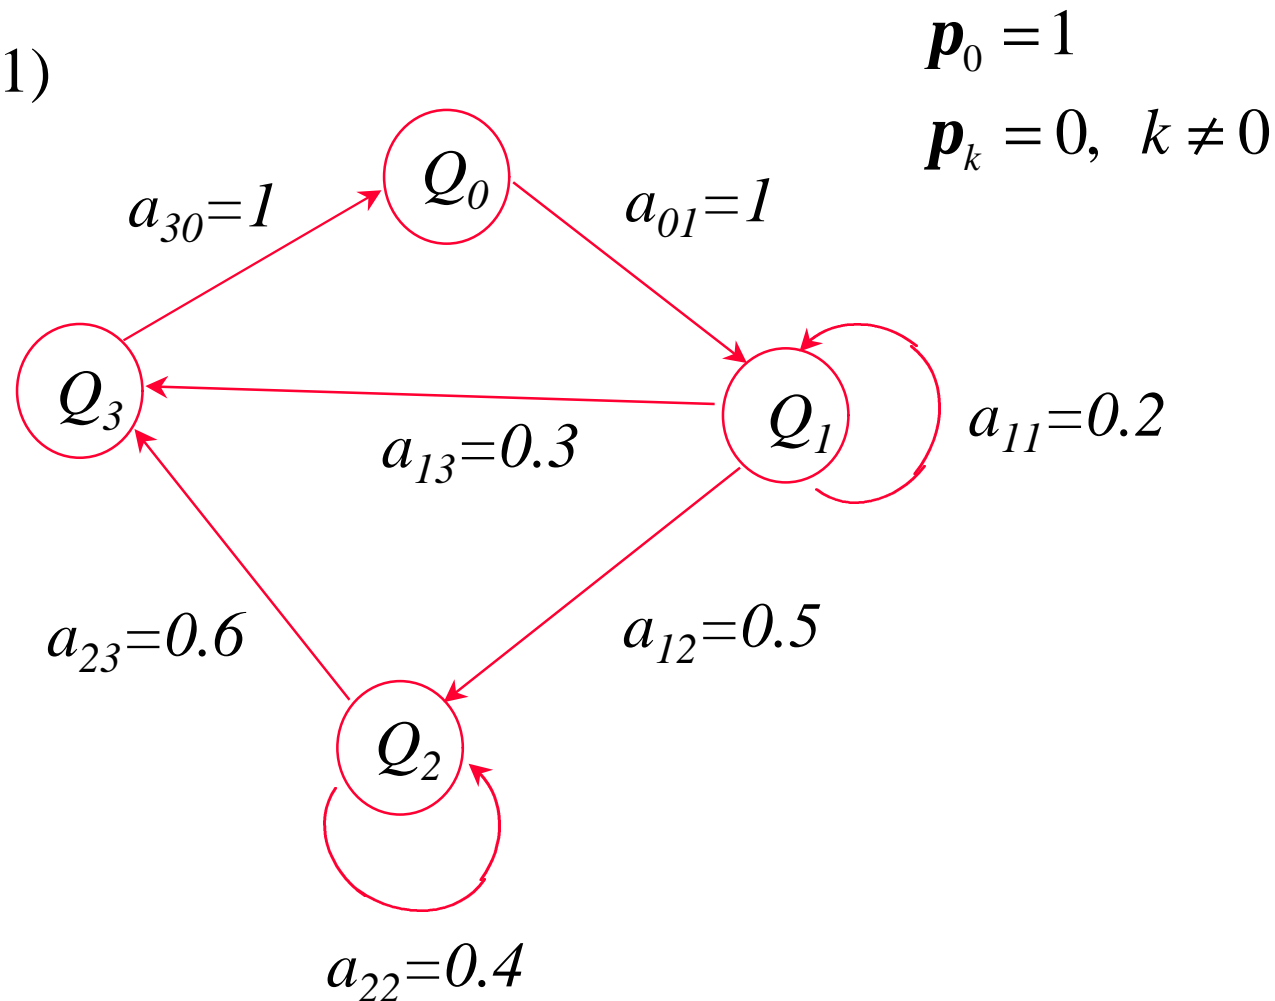 p₀ = 1
1)
pₖ = 0, k ≠ 0
Q₀
a₃₀=1
a₀₁=1
Q₃
Q₁
a₁₁=0.2
a₁₃=0.3
a₂₃=0.6
a₁₂=0.5
Q₂
a₂₂=0.4